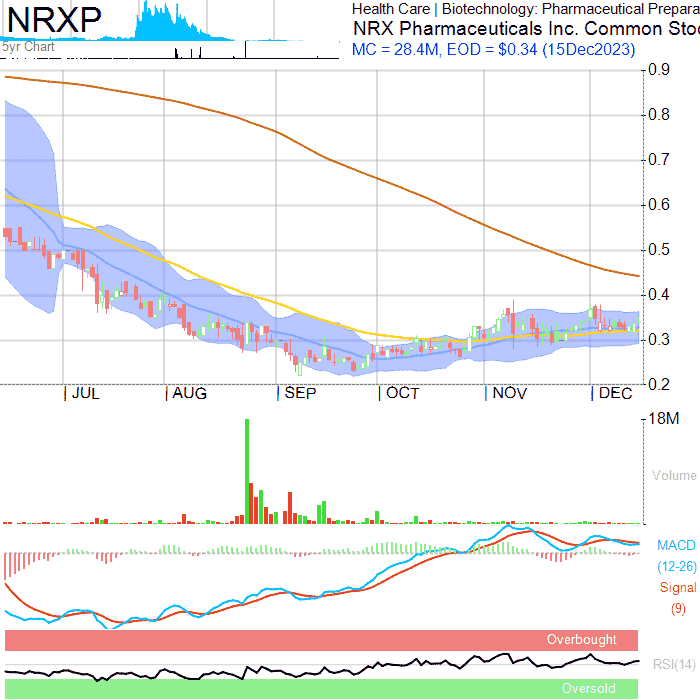 NRXP
5yr Chart
Health Care | Biotechnology: Pharmaceutical Prepara
NRX Pharmaceuticals Inc. Common Stoc
MC = 28.4M, EOD = $0.34 (15Dec2023)
0.9
0.8
0.7
0.6
0.5
0.4
0.3
0.2
JUL
AUG
SEP
OCT
NOV
DEC
18M
Volume
MACD
(12-26)
Signal
(9)
Overbought
RSI(14)
Oversold